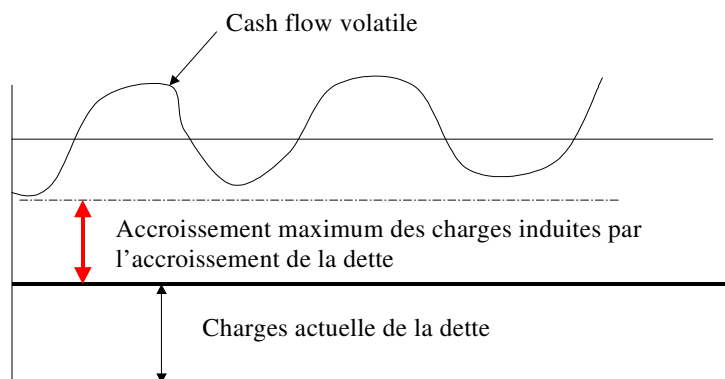 Cash flow volatile
Accroissement maximum des charges induites par
l’accroissement de la dette
Charges actuelle de la dette